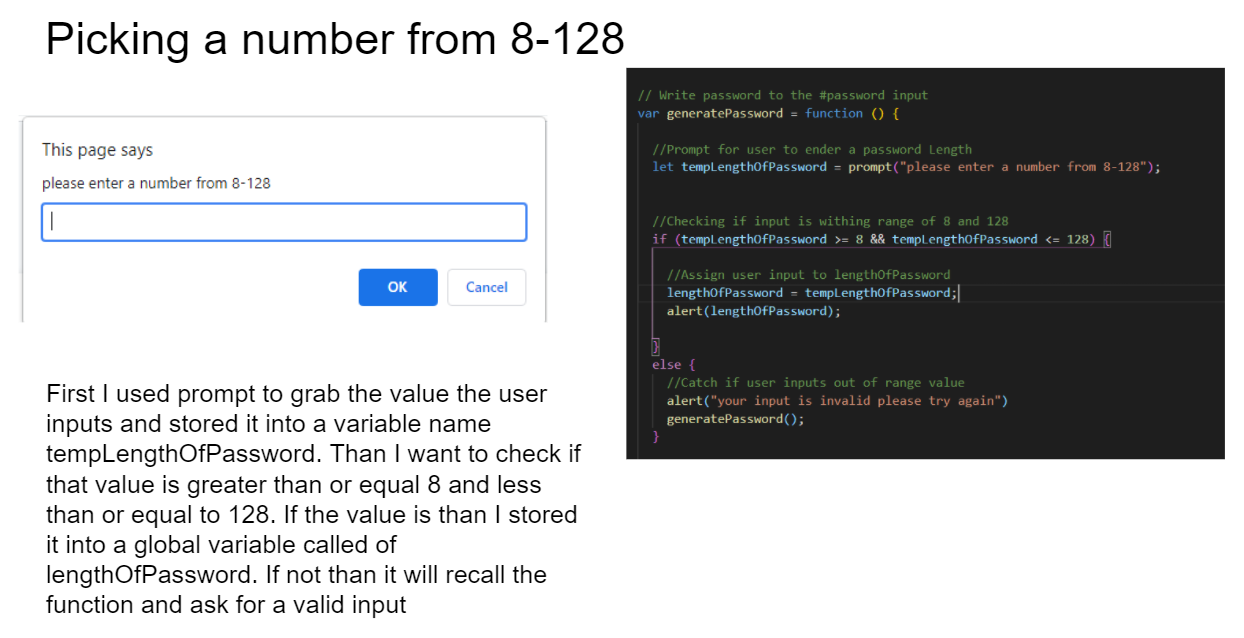 Picking a number from 8-128
This page says
please enter a number from 8-128
OK
Cancel
First I used prompt to grab the value the user
inputs and stored it into a variable name
tempLengthOfPassword. Than I want to check if
that value is greater than or equal 8 and less
than or equal to 128. If the value is than I stored
it into a global variable called of
lengthOfPassword. If not than it will recall the
function and ask for a valid input
// Write password to the #password input
var generatePassword = function () {
//Prompt for user to ender a password Length
let tempLengthOfPassword = prompt("please enter a number from 8-128");
//Checking if input is withing range of 8 and 128
if (tempLengthOfPassword >= 8 && tempLengthOfPassword <= 128) {
//Assign user input to lengthOfPassword
lengthOfPassword = tempLengthOfPassword;
alert(lengthOfPassword);
}
else {
//Catch if user inputs out of range value
alert("your input is invalid please try again")
generatePassword();
}